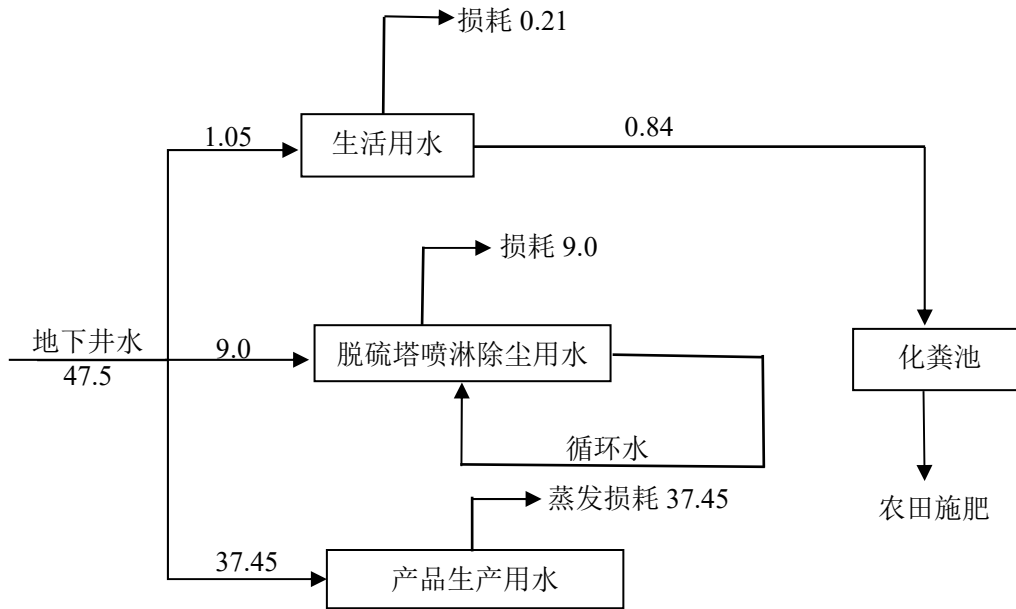 损耗 0.21
1.05
生活用水
0.84
损耗 9.0
地下井水
47.5
9.0
脱硫塔喷淋除尘用水
化粪池
循环水
蒸发损耗 37.45
农田施肥
37.45
产品生产用水